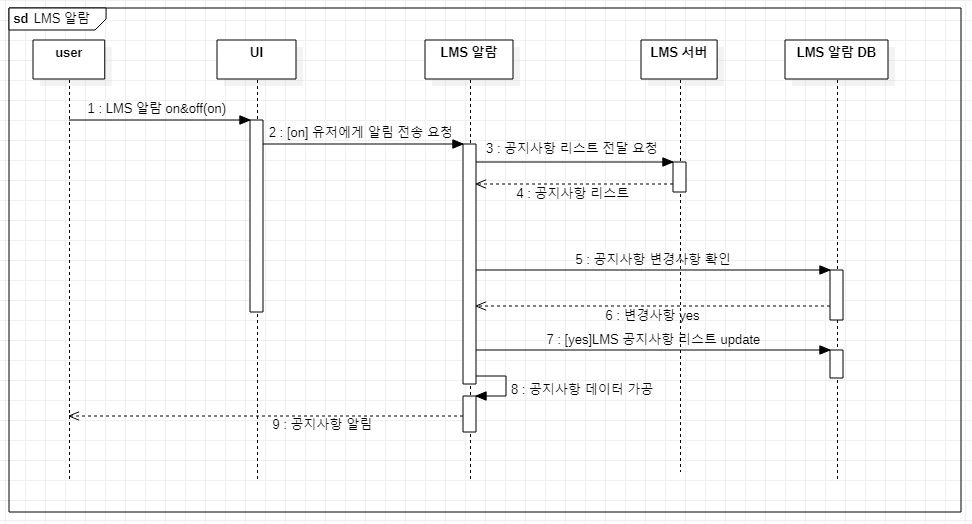 sd LMS 알람
user
UI
LMS 알람
LMS 서버
LMS 알람 DB
1 : LMS 알람 on&off(on)
2 : [on] 유저에게 알림 전송 요청
3 : 공지사항 리스트 전달 요청
4 : 공지사항 리스트
5 : 공지사항 변경사항 확인
6 : 변경사항 yes
7 : [yes]LMS 공지사항 리스트 update
8 : 공지사항 데이터 가공
9 : 공지사항 알림